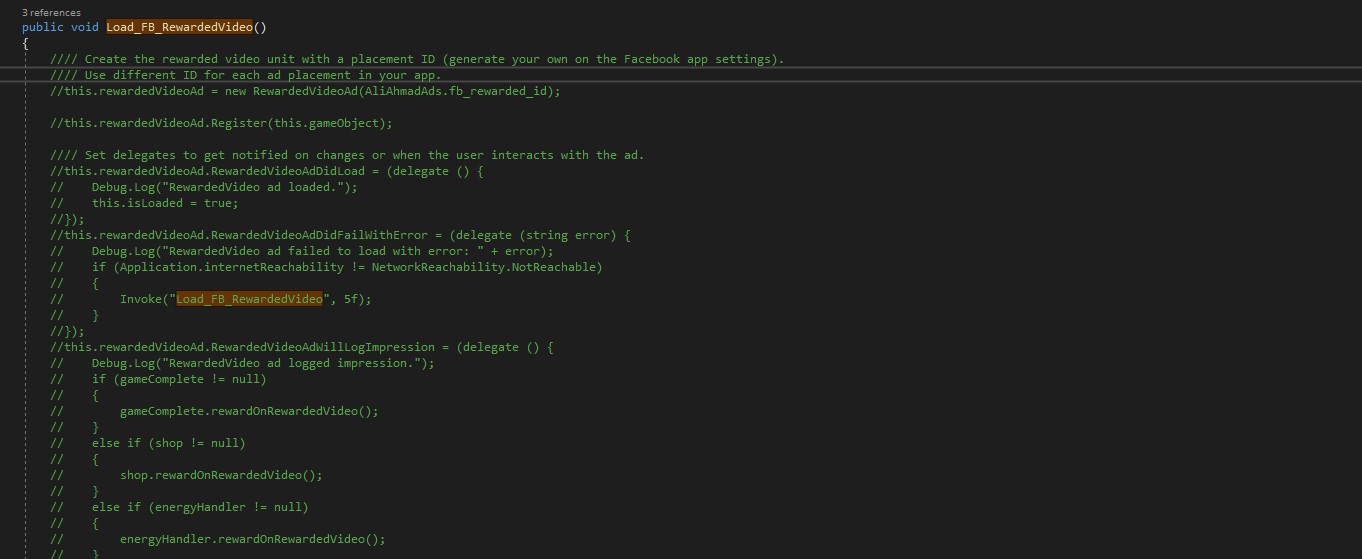 3 references
public void Load_FB_RewardedVideo()
{
//// Create the rewarded video unit with a placement ID (generate your own on the Facebook app settings).
//// Use different ID for each ad placement in your app.
//this.rewardedVideoAd = new RewardedVideoAd(AliAhmadAds.fb_rewarded_id);
//this.rewardedVideoAd.Register(this.gameObject);
//// Set delegates to get notified on changes or when the user interacts with the ad.
//this.rewardedVideoAd.RewardedVideoAdDidLoad = (delegate () {
//    Debug.Log("RewardedVideo ad loaded.");
//    this.isLoaded = true;
//});
//this.rewardedVideoAd.RewardedVideoAdDidFailWithError = (delegate (string error) {
//    Debug.Log("RewardedVideo ad failed to load with error: " + error);
//    if (Application.internetReachability != NetworkReachability.NotReachable)
//    {
//        Invoke("Load_FB_RewardedVideo", 5f);
//    }
//});
//this.rewardedVideoAd.RewardedVideoAdWillLogImpression = (delegate () {
//    Debug.Log("RewardedVideo ad logged impression.");
//    if (gameComplete != null)
//    {
//        gameComplete.rewardOnRewardedVideo();
//    }
//    else if (shop != null)
//    {
//        shop.rewardOnRewardedVideo();
//    }
//    else if (energyHandler != null)
//    {
//        energyHandler.rewardOnRewardedVideo();
//    }